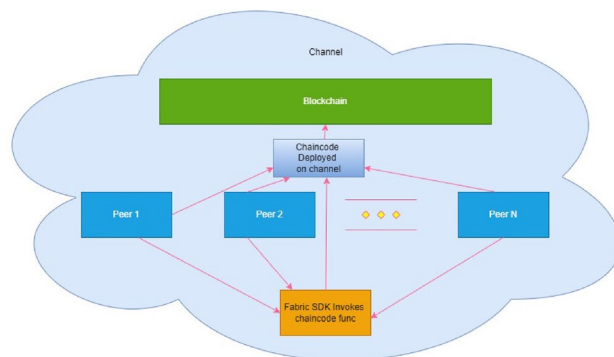 Channel
Blockchain
Chaincode
Deployed
on channel
Peer 1
Peer 2
Peer N
Fabric SDK Invokes
chaincode func